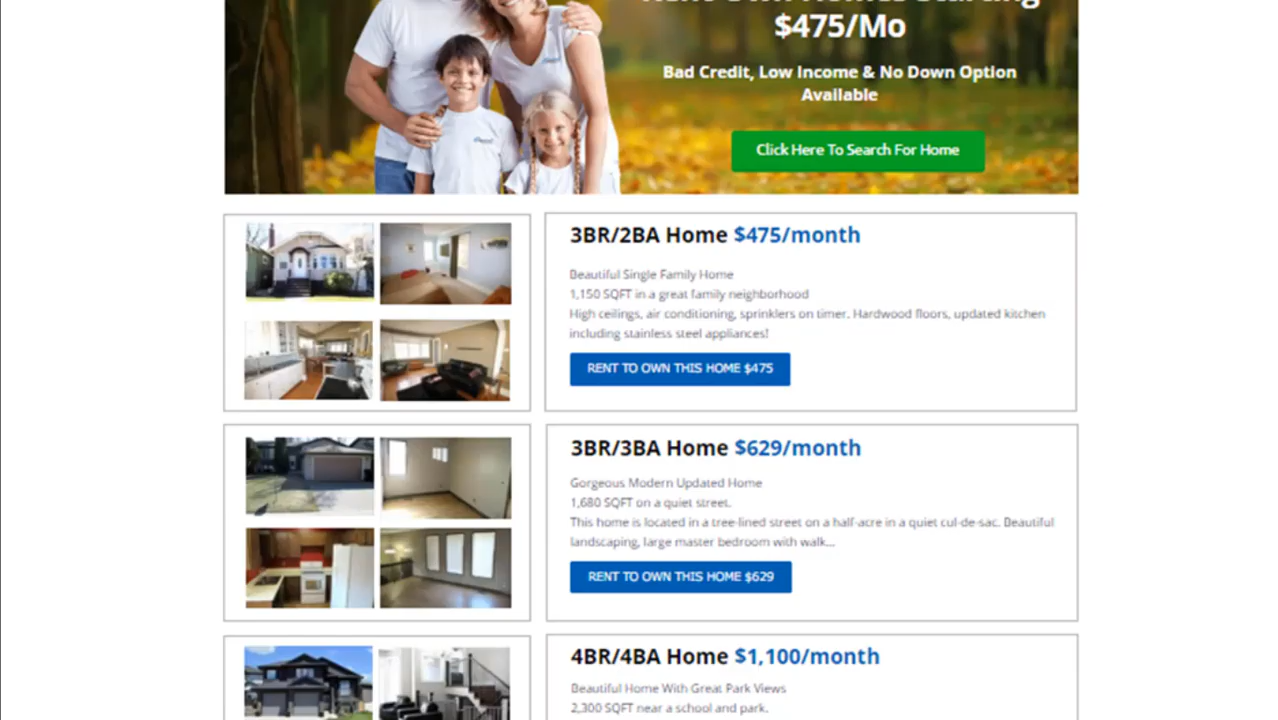 $475/Mo
Bad Credit, Low Income & No Down Option
Available
Click Here To Search For Home
3BR/2BA Home $475/month
Beautiful Single Family Home
1,150 SQFT in a great family neighborhood
High ceilings, air conditioning, sprinklers on timer. Hardwood floors, updated kitchen
including stainless steel appliances!
RENT TO OWN THIS HOME $475
3BR/3BA Home $629/month
Gorgeous Modern Updated Home
1,680 SQFT on a quiet street.
This home is located in a tree-lined street on a half-acre in a quiet cul-de-sac. Beautiful
landscaping, large master bedroom with walk...
RENT TO OWN THIS HOME $629
4BR/4BA Home $1,100/month
Beautiful Home With Great Park Views
2,300 SQFT near a school and park.